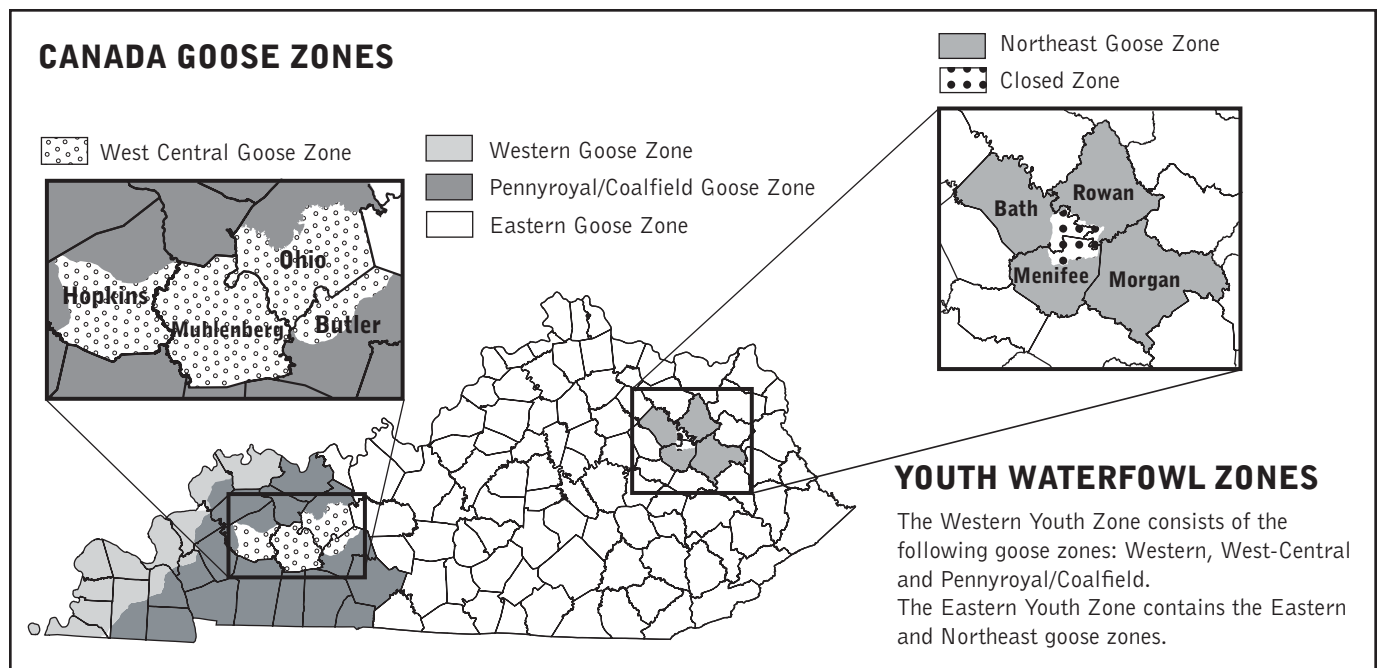 CANADA GOOSE ZONES
Northeast Goose Zone
Closed Zone
West Central Goose Zone
Western Goose Zone
Pennyroyal/Coalfield Goose Zone
Eastern Goose Zone
Ohio
Hopkins
Muhlenberg
Butler
Rowan
Bath
Menifee
Morgan
YOUTH WATERFOWL ZONES
The Western Youth Zone consists of the
following goose zones: Western, West-Central
and Pennyroyal/Coalfield.
The Eastern Youth Zone contains the Eastern
and Northeast goose zones.